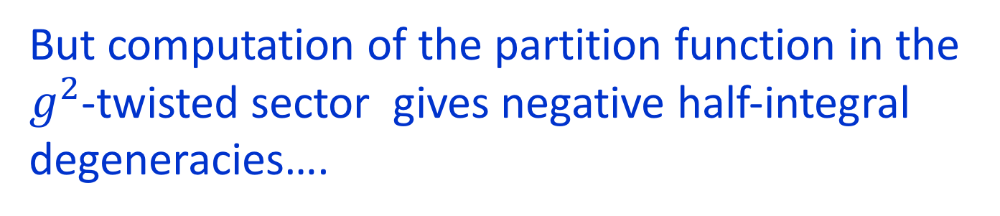 But computation of the partition function in the
g²-twisted sector  gives negative half-integral
degeneracies….